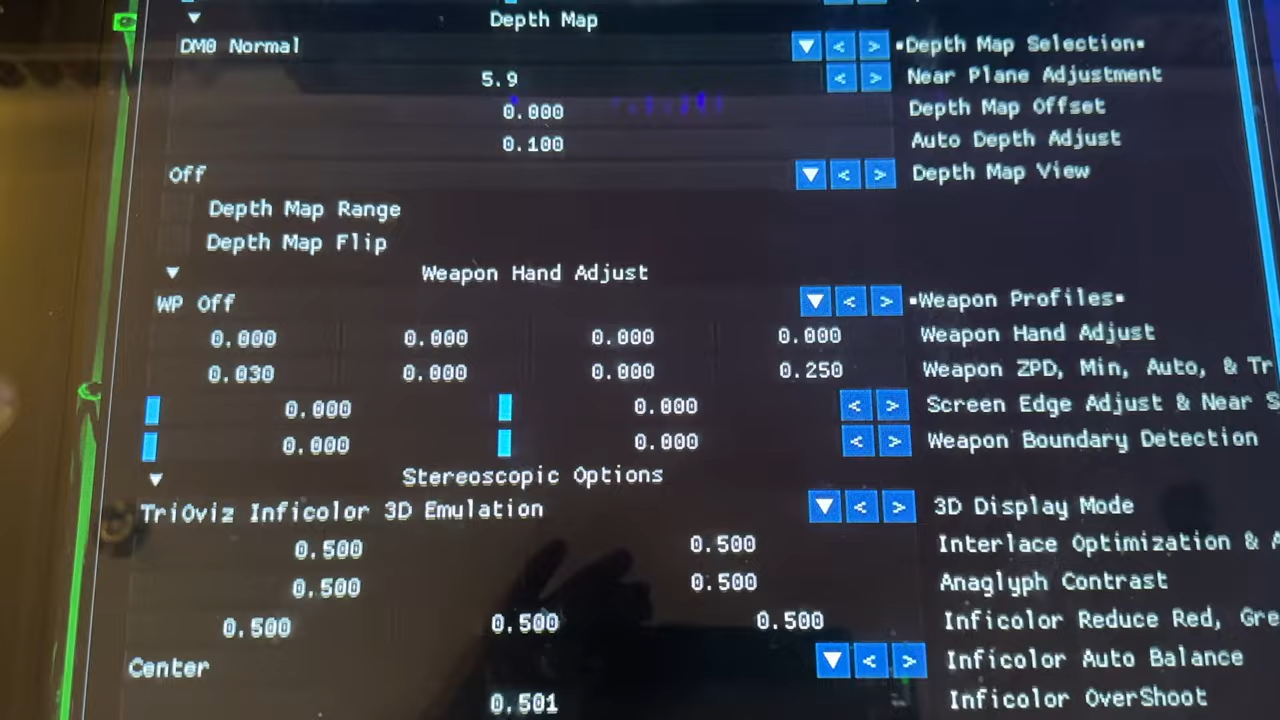 Depth Map
DM0 Normal ▪Depth Map Selection▪
5.9 Near Plane Adjustment
0.000 Depth Map Offset
0.100 Auto Depth Adjust
Off Depth Map View
Depth Map Range
Depth Map Flip
Weapon Hand Adjust
WP Off ▪Weapon Profiles▪
0.000 0.000 0.000 0.000 Weapon Hand Adjust
0.030 0.000 0.000 0.250 Weapon ZPD, Min, Auto, & Tr
0.000 0.000 < > Screen Edge Adjust & Near S
0.000 0.000 < > Weapon Boundary Detection
Stereoscopic Options
TriOviz Inficolor 3D Emulation < > 3D Display Mode
0.500 0.500 Interlace Optimization & A
0.500 0.500 Anaglyph Contrast
0.500 0.500 0.500 Inficolor Reduce Red, Gre
Center < > Inficolor Auto Balance
0.501 Inficolor OverShoot